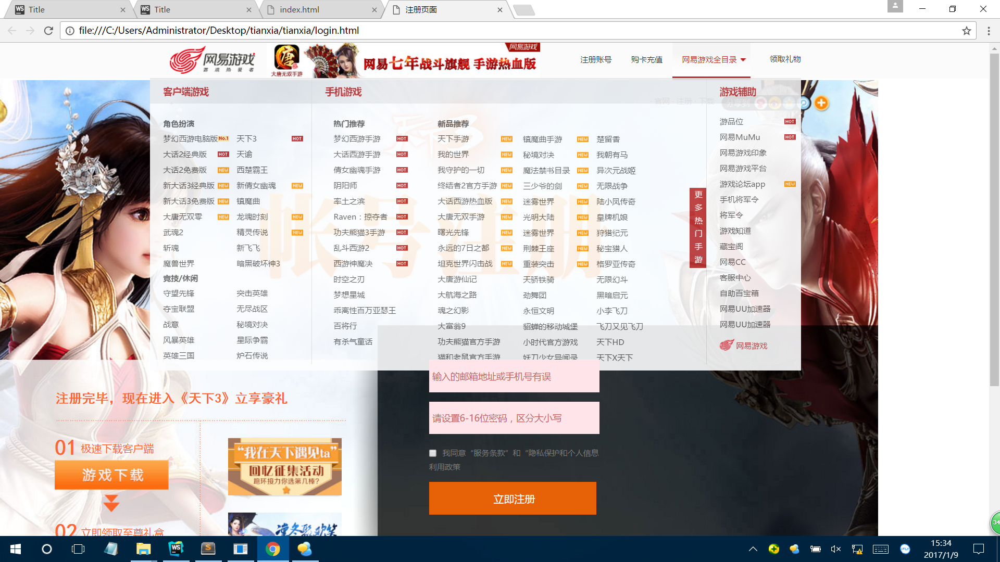 Title
Title
index.html
注册页面
file:///C:/Users/Administrator/Desktop/tianxia/tianxia/login.html
网易游戏
游戏热爱者
大唐无双手游
网易游戏
网易七年战斗旗舰 手游热血版
注册账号
购卡充值
网易游戏全目录
领取礼物
客户端游戏
手机游戏
游戏辅助
· 官网 · 注册 · 下载
分享到
角色扮演
梦幻西游电脑版 No.1 天下3 HOT
大话2经典版 HOT 天谕
大话2免费版 NEW 西楚霸王
新大话3经典版 NEW 新倩女幽魂 NEW
新大话3免费版 NEW 镇魔曲
大唐无双零 NEW 龙魂时刻 NEW
武魂2 精灵传说 NEW
斩魂 新飞飞
魔兽世界 暗黑破坏神3
竞技/休闲
守望先锋 突击英雄
夺宝联盟 无尽战区
战意 秘境对决
风暴英雄 星际争霸
英雄三国 炉石传说
热门推荐
梦幻西游手游 HOT
大话西游手游 HOT
倩女幽魂手游 HOT
阴阳师 HOT
率土之滨 HOT
Raven：掠夺者 HOT
功夫熊猫3手游 HOT
乱斗西游2 HOT
西游神魔决 HOT
时空之刃
梦想星城
乖离性百万亚瑟王
百将行
有杀气童话
新品推荐
天下手游 NEW 镇魔曲手游 NEW 楚留香
我的世界 NEW 秘境对决 NEW 我朝有马
我守护的一切 NEW 魔法禁书目录 NEW 异次元战姬
终结者2官方手游 NEW 三少爷的剑 NEW 无限战争
大话西游热血版 NEW 迷雾世界 NEW 陆小凤传奇
大唐无双手游 NEW 光明大陆 NEW 皇牌机娘
曙光先锋 NEW 迷雾世界 NEW 狩猎纪元
永远的7日之都 NEW 荆棘王座 NEW 秘宝猎人
坦克世界闪击战 NEW 重装突击 NEW 格罗亚传奇
大唐游仙记 天骄铁骑 无限幻斗
大航海之路 劲舞团 黑暗启元
魂之幻影 永恒文明 小李飞刀
大富翁9 貂蝉的移动城堡 飞刀又见飞刀
功夫熊猫官方手游 小时代官方游戏 天下HD
猫和老鼠官方手游 妖刀少女异闻录 天下X天下
更多热门手游
游品位 HOT
网易MuMu HOT
网易游戏印象
网易游戏平台
游戏论坛app NEW
手机将军令
将军令
游戏知道
藏宝阁
网易CC
客服中心
自助百宝箱
网易UU加速器
网易UU加速器
网易游戏
天下3
帐号注册
输入的邮箱地址或手机号有误
请设置6-16位密码，区分大小写
我同意“服务条款”和“隐私保护和个人信息
利用政策
立即注册
注册完毕，现在进入《天下3》立享豪礼
01 极速下载客户端
游戏下载
02 立即领取至尊礼盒
“我在天下遇见ta”
回忆征集活动
跑环接力你选第几棒?
凛冬聚欢笑
34
15:34
2017/1/9